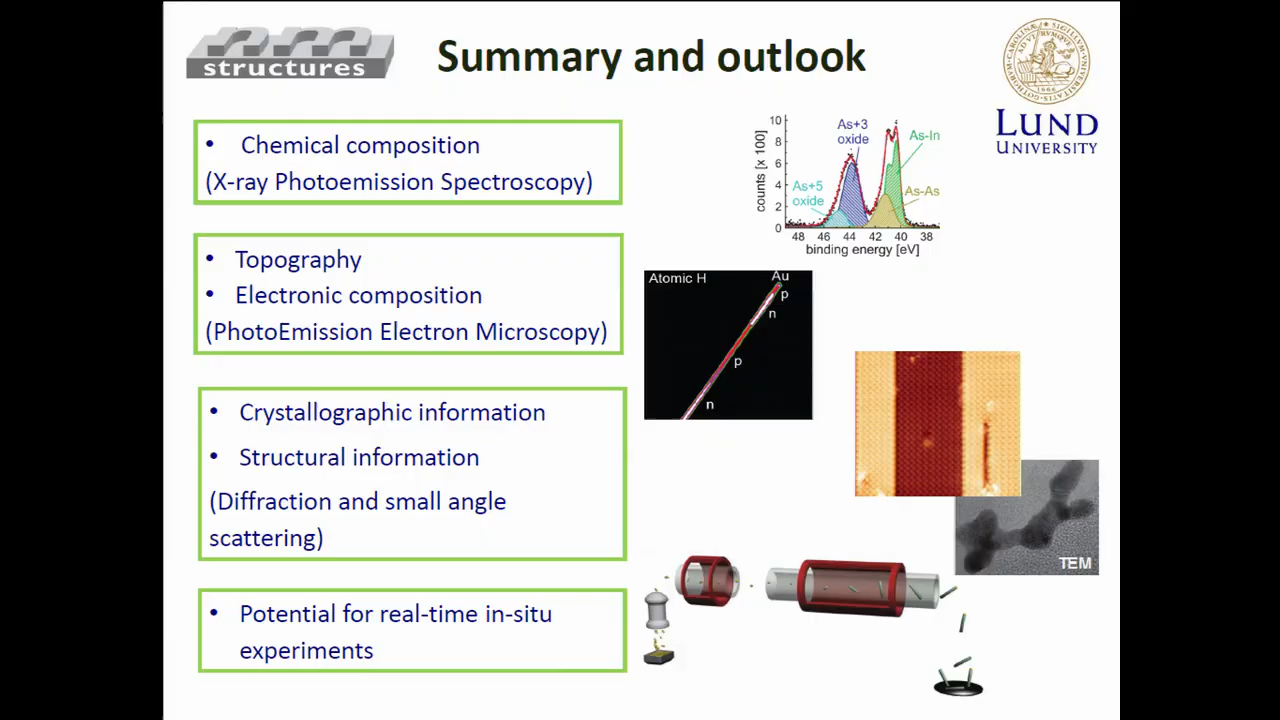 nm
structures
Summary and outlook
LUND
UNIVERSITY
• Chemical composition
(X-ray Photoemission Spectroscopy)
• Topography
• Electronic composition
(PhotoEmission Electron Microscopy)
• Crystallographic information
• Structural information
(Diffraction and small angle
scattering)
• Potential for real-time in-situ
experiments
counts [x 100]
10
8
6
4
2
0
As+3
oxide
As-In
As+5
oxide
As-As
48 46 44 42 40 38
binding energy [eV]
Atomic H
Au
p
n
p
n
TEM